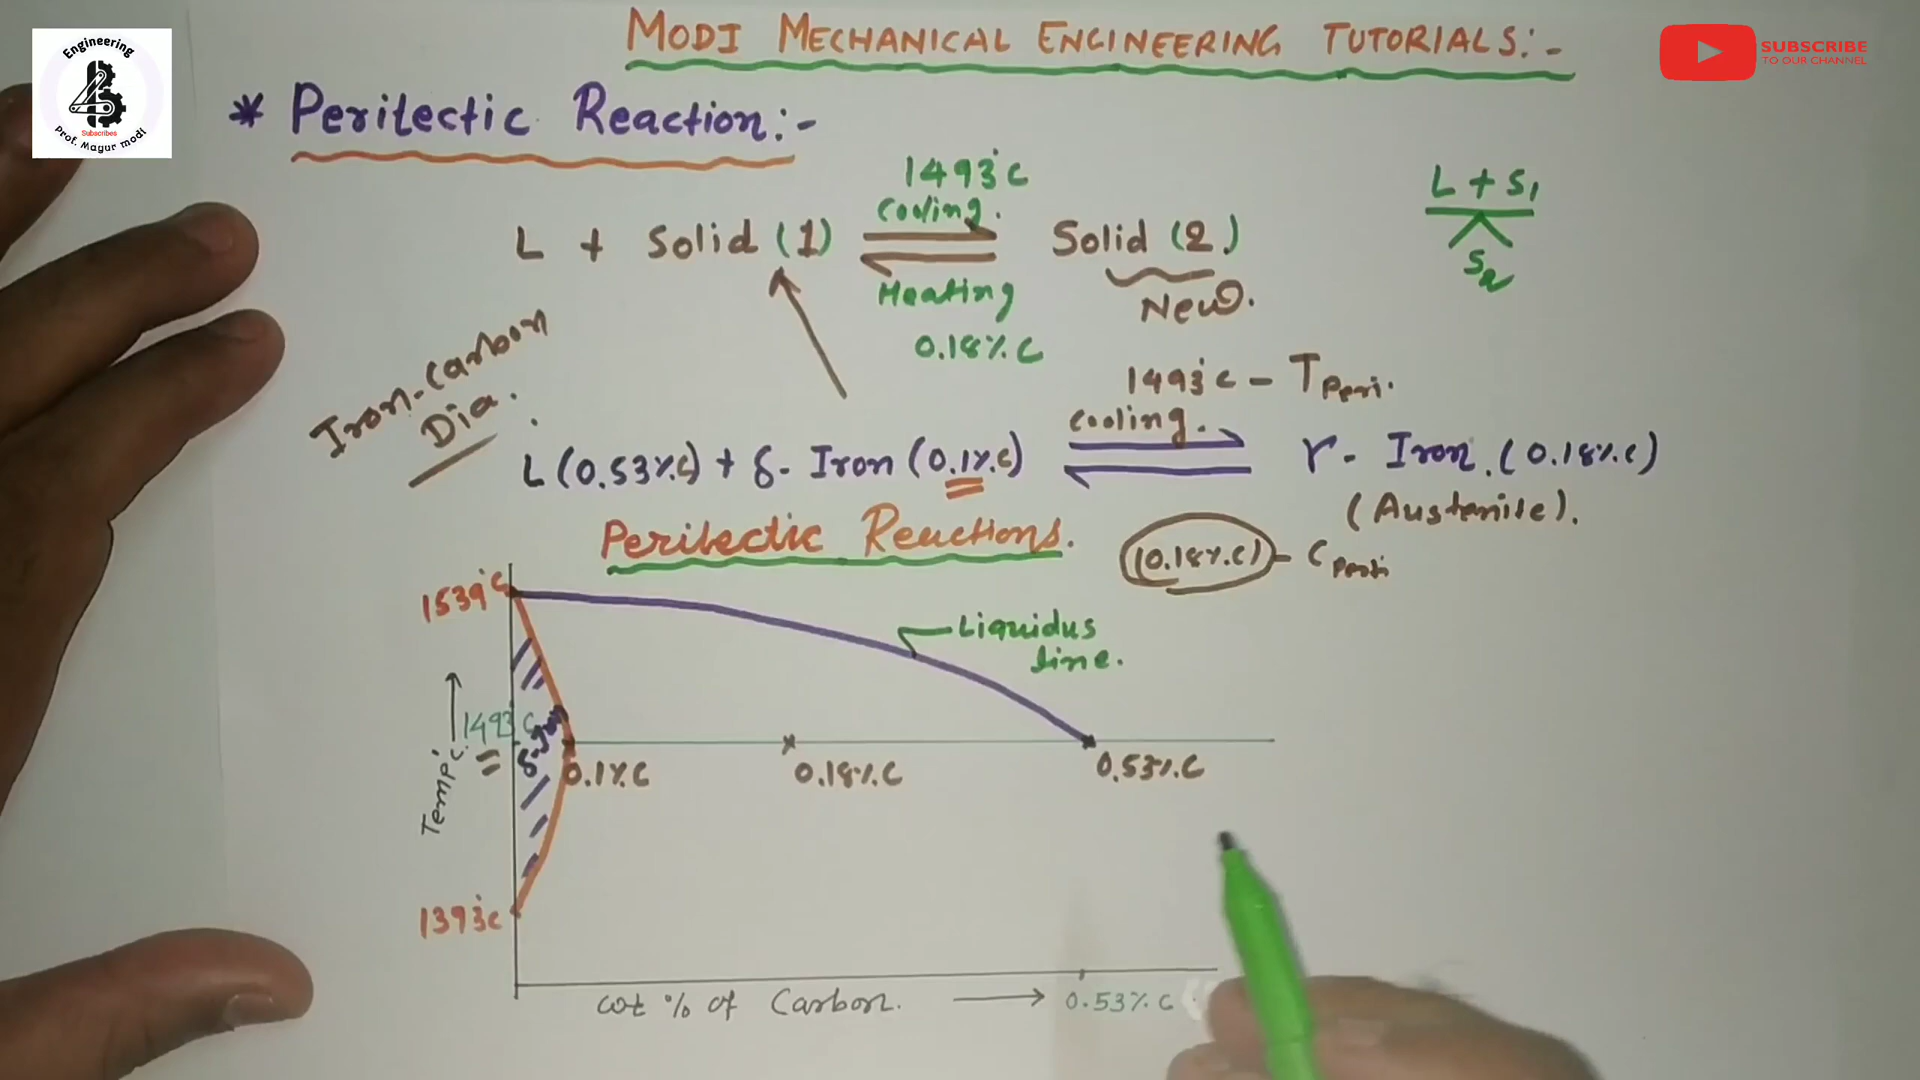 MODI MECHANICAL ENGINEERING TUTORIALS:-
Engineering
Subscribes
Prof. Mayur modi
SUBSCRIBE
TO OUR CHANNEL
* Peritectic Reaction:-
1493°C
Cooling.
L + Solid (1) Solid (2)
Heating
0.18%C
New.
L + S1
S2
Iron-Carbon
Dia.
1493°C - TPeri.
cooling.
L (0.53%C) + δ- Iron (0.1%C) γ- Iron. (0.18%C)
(Austenite).
Peritectic Reactions.
(0.18%C) - CPeri
1539°C
Liquidus
line.
1493°C
δ-Iron
Temp°C
0.1%C 0.18%C 0.53%C
1393°C
wt % of Carbon. 0.53%C